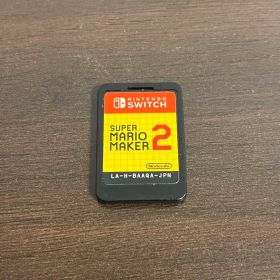 NINTENDO
SWITCH
SUPER
MARIO
MAKER 2
Nintendo
LA-H-BAAQA-JPN